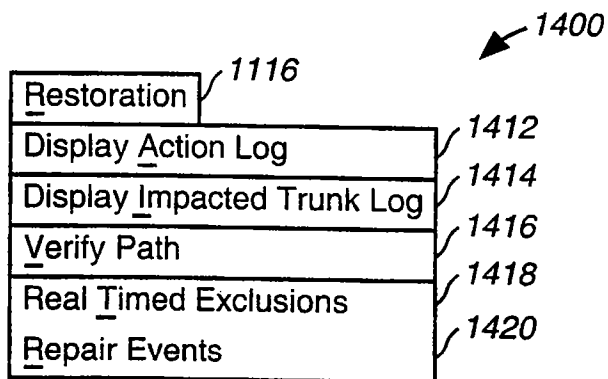 1400
Restoration 1116
Display Action Log 1412
Display Impacted Trunk Log 1414
Verify Path 1416
Real Timed Exclusions 1418
Repair Events 1420